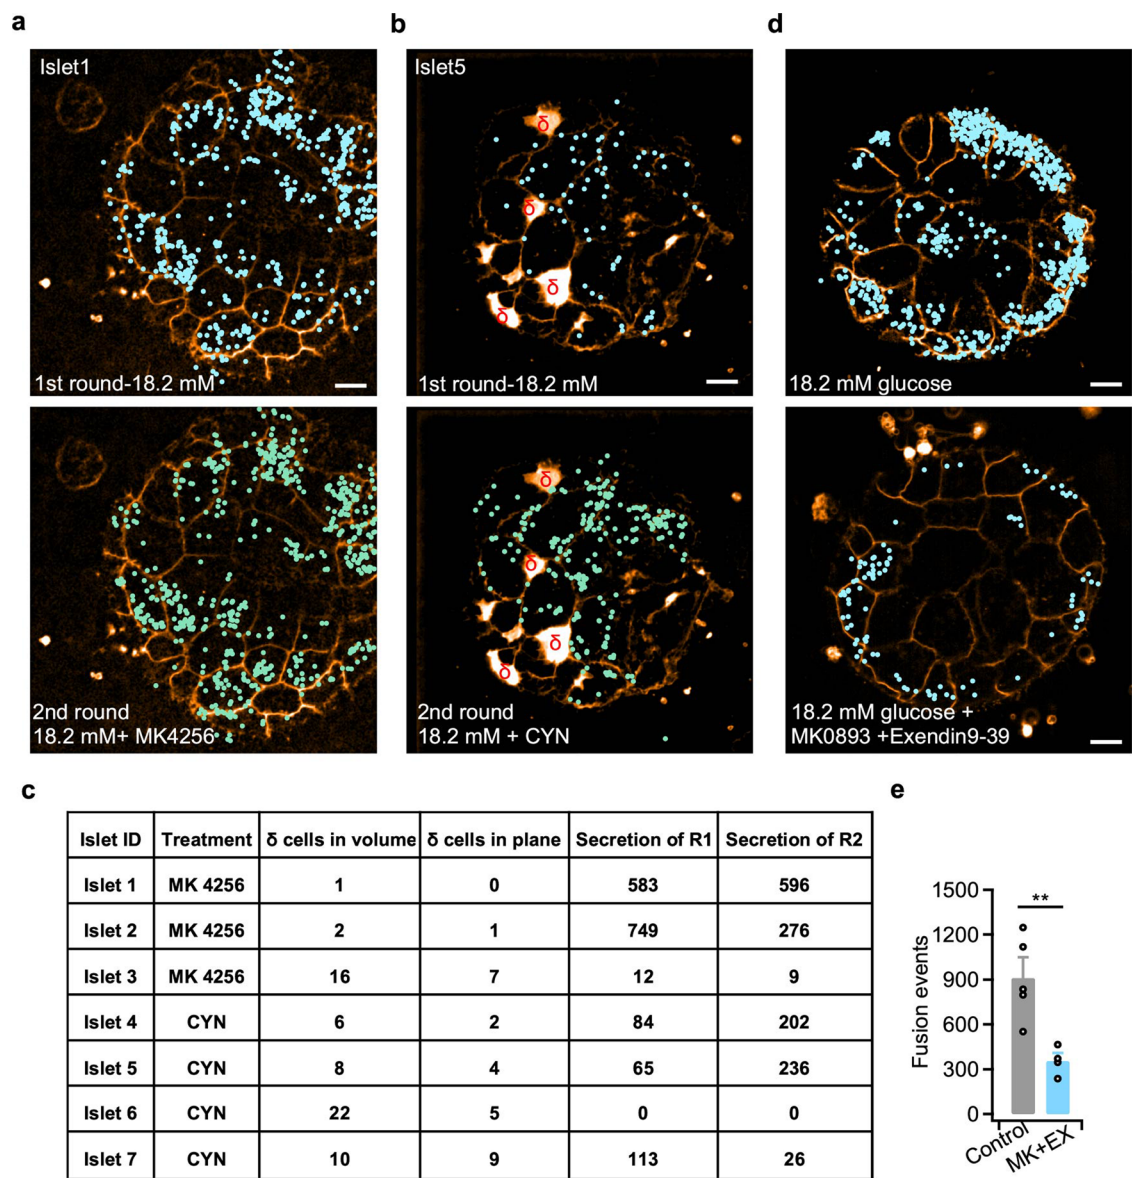 a
Islet1
1st round-18.2 mM
2nd round
18.2 mM+ MK4256
b
Islet5
δ
δ
δ
δ
1st round-18.2 mM
δ
δ
δ
δ
2nd round
18.2 mM + CYN
d
18.2 mM glucose
18.2 mM glucose +
MK0893 +Exendin9-39
c
Islet ID Treatment δ cells in volume δ cells in plane Secretion of R1 Secretion of R2
Islet 1 MK 4256 1 0 583 596
Islet 2 MK 4256 2 1 749 276
Islet 3 MK 4256 16 7 12 9
Islet 4 CYN 6 2 84 202
Islet 5 CYN 8 4 65 236
Islet 6 CYN 22 5 0 0
Islet 7 CYN 10 9 113 26
e
Fusion events
1500
1200
900
600
300
0
**
Control
MK+EX